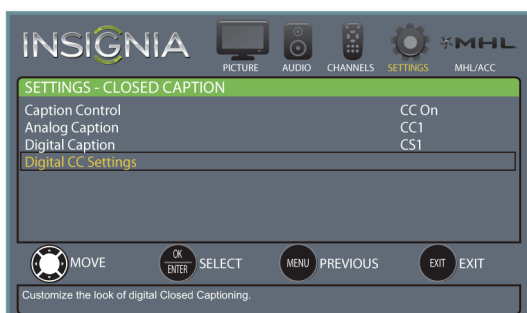 INSIGNIA
PICTURE AUDIO CHANNELS SETTINGS MHL MHL/ACC
SETTINGS - CLOSED CAPTION
Caption Control CC On
Analog Caption CC1
Digital Caption CS1
Digital CC Settings
MOVE OK ENTER SELECT MENU PREVIOUS EXIT EXIT
Customize the look of digital Closed Captioning.